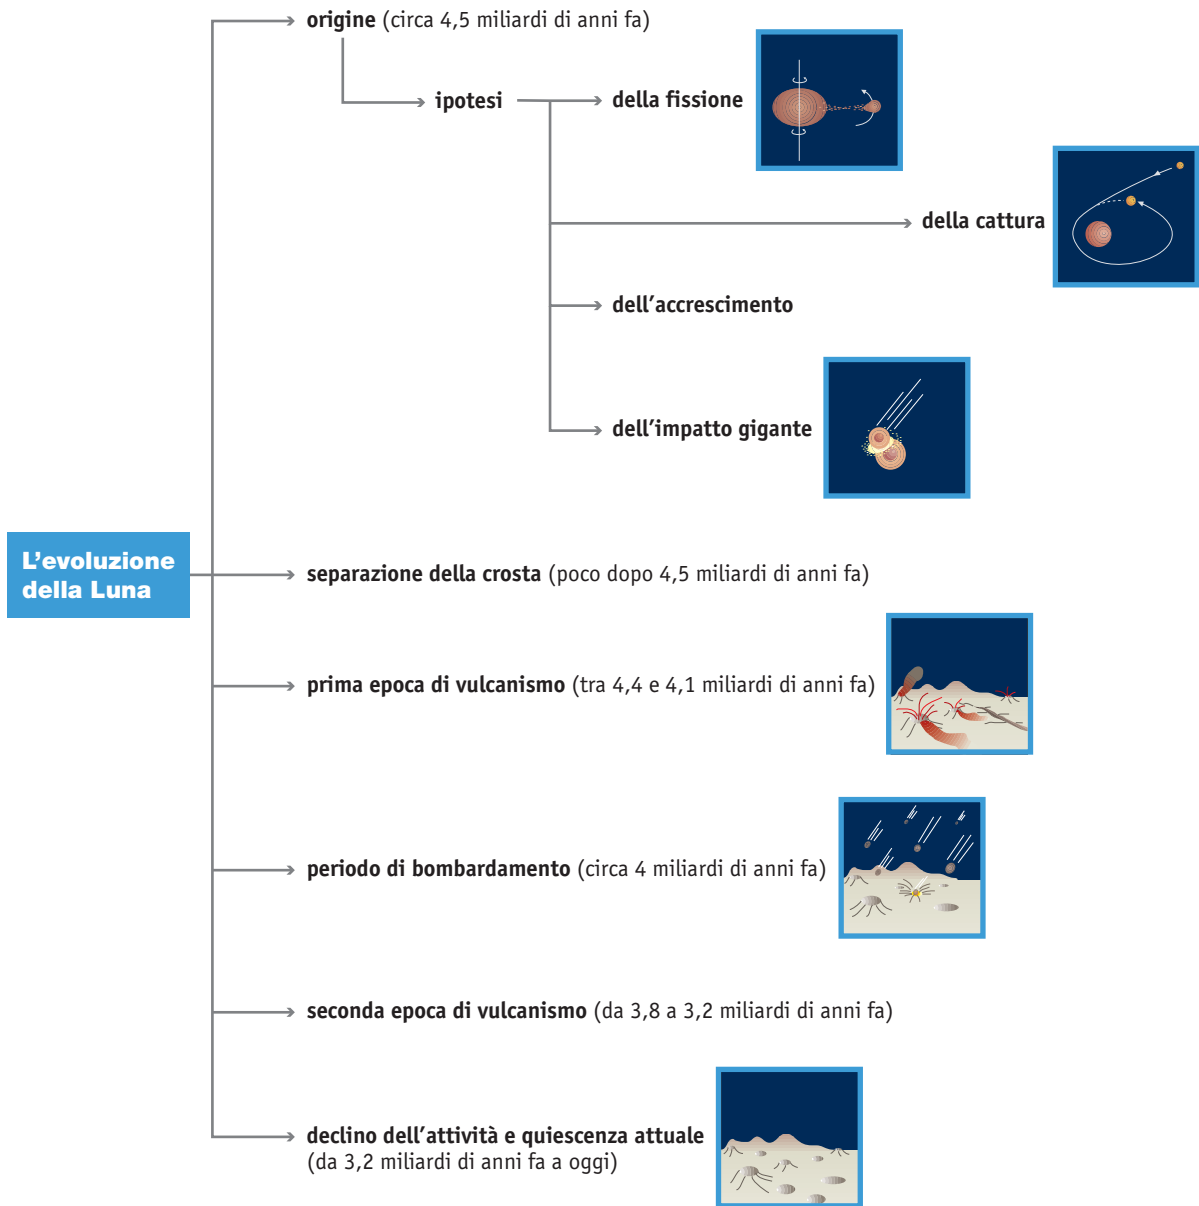 origine (circa 4,5 miliardi di anni fa)
ipotesi
della fissione
della cattura
dell’accrescimento
dell’impatto gigante
L’evoluzione
della Luna
separazione della crosta (poco dopo 4,5 miliardi di anni fa)
prima epoca di vulcanismo (tra 4,4 e 4,1 miliardi di anni fa)
periodo di bombardamento (circa 4 miliardi di anni fa)
seconda epoca di vulcanismo (da 3,8 a 3,2 miliardi di anni fa)
declino dell’attività e quiescenza attuale
(da 3,2 miliardi di anni fa a oggi)